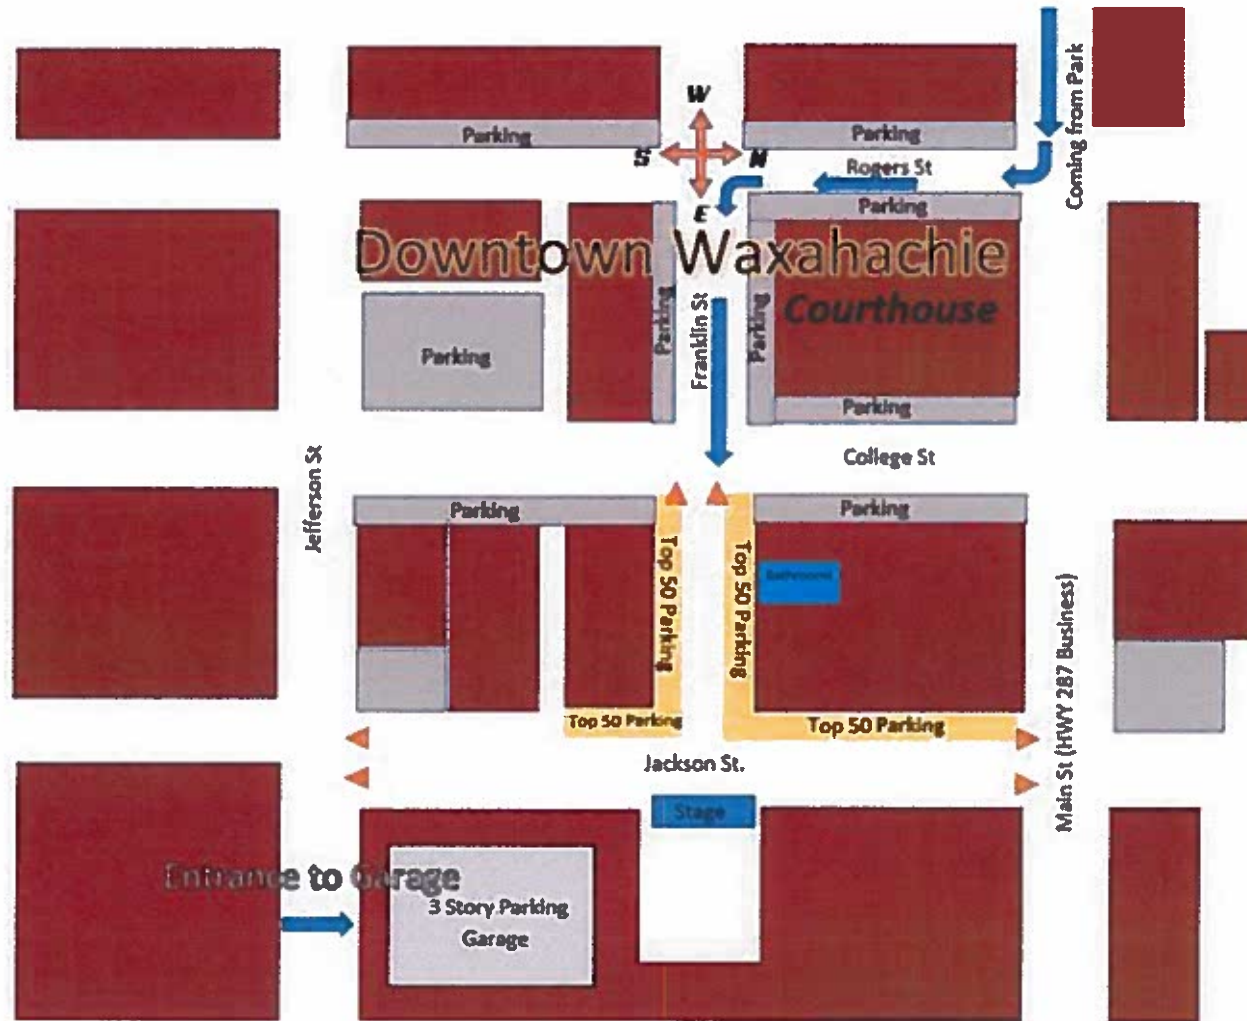 W
Parking
Parking
S
N
Coming from Park
Rogers St
E
Parking
Downtown Waxahachie
Courthouse
Parking
Franklin St
Parking
Parking
Parking
College St
Jefferson St
Parking
Parking
Top 50 Parking
Top 50 Parking
Bathrooms
Main St (HWY 287 Business)
Top 50 Parking
Top 50 Parking
Jackson St.
Stage
Entrance to Garage
3 Story Parking
Garage